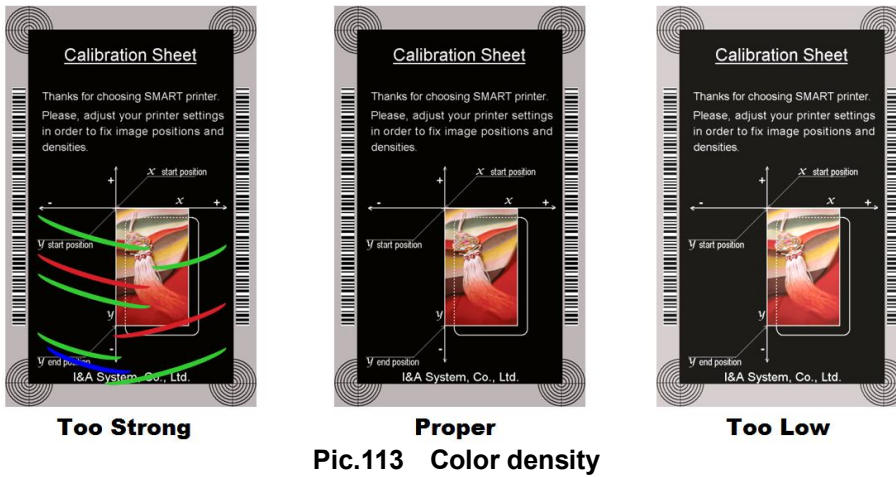 Calibration Sheet
Thanks for choosing SMART printer.
Please, adjust your printer settings
in order to fix image positions and
densities.
x start position
+
- x +
y start position
y
-
y end position
I&A System, Co., Ltd.
Too Strong
Calibration Sheet
Thanks for choosing SMART printer.
Please, adjust your printer settings
in order to fix image positions and
densities.
x start position
+
- x +
y start position
y
-
y end position
I&A System, Co., Ltd.
Proper
Calibration Sheet
Thanks for choosing SMART printer.
Please, adjust your printer settings
in order to fix image positions and
densities.
x start position
+
- x +
y start position
y
-
y end position
I&A System, Co., Ltd.
Too Low
Pic.113 Color density